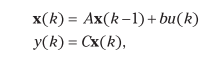 x(k) = Ax(k−1) + bu(k)
y(k) = Cx(k),